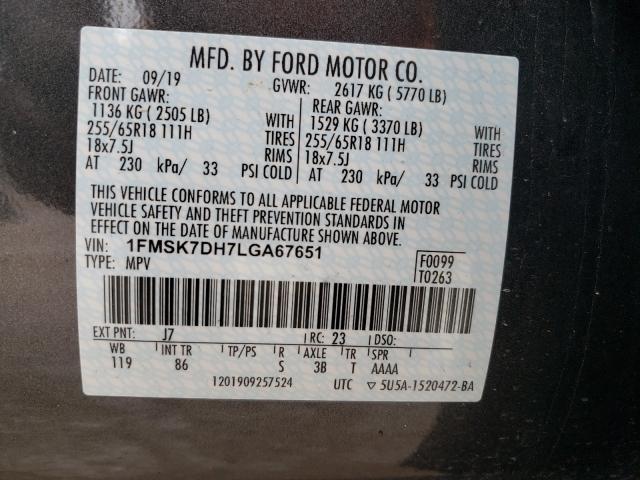 MFD. BY FORD MOTOR CO.
DATE: 09/19 GVWR: 2617 KG ( 5770 LB)
FRONT GAWR: REAR GAWR:
1136 KG ( 2505 LB) WITH 1529 KG ( 3370 LB) WITH
255/65R18 111H TIRES 255/65R18 111H TIRES
18x7.5J RIMS 18x7.5J RIMS
AT 230 kPa/ 33 PSI COLD AT 230 kPa/ 33 PSI COLD
THIS VEHICLE CONFORMS TO ALL APPLICABLE FEDERAL MOTOR
VEHICLE SAFETY AND THEFT PREVENTION STANDARDS IN
EFFECT ON THE DATE OF MANUFACTURE SHOWN ABOVE.
VIN: 1FMSK7DH7LGA67651 F0099
TYPE: MPV T0263
EXT PNT: J7 RC: 23 DSO:
WB INT TR TP/PS R AXLE TR SPR
119 86 S 3B T AAAA
1201909257524 UTC ▽ 5U5A-1520472-BA